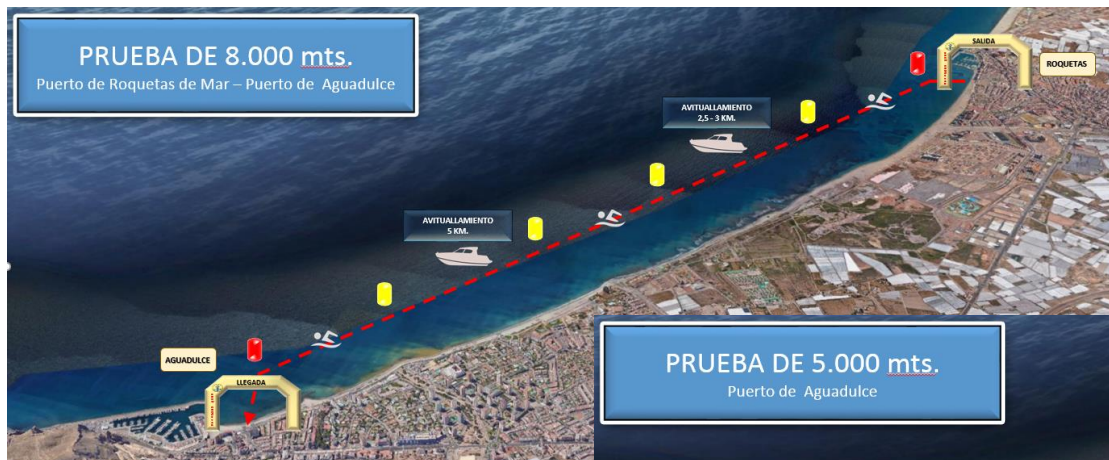 PRUEBA DE 8.000 mts.
Puerto de Roquetas de Mar – Puerto de Aguadulce
SALIDA
ROQUETAS
AVITUALLAMIENTO
2,5 - 3 KM.
AVITUALLAMIENTO
5 KM.
AGUADULCE
LLEGADA
PRUEBA DE 5.000 mts.
Puerto de Aguadulce